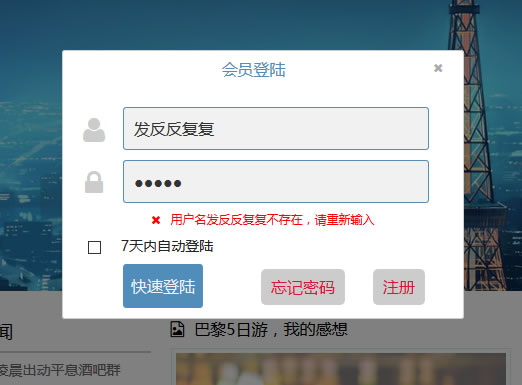 会员登陆
发反反复复
用户名发反反复复不存在，请重新输入
7天内自动登陆
快速登陆 忘记密码 注册
闻 巴黎5日游，我的感想
凌晨出动平息酒吧群